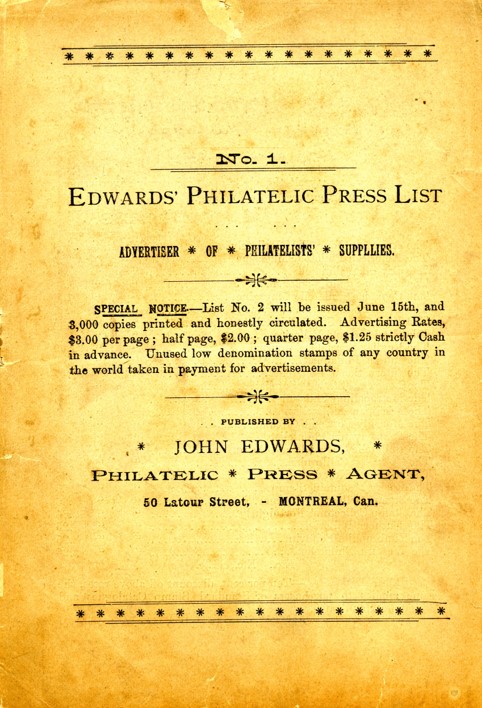 No. 1.
EDWARDS' PHILATELIC PRESS LIST
. . . . . .
ADVERTISER * OF * PHILATELISTS' * SUPPLLIES.
SPECIAL NOTICE.—List No. 2 will be issued June 15th, and
3,000 copies printed and honestly circulated. Advertising Rates,
$3.00 per page ; half page, $2.00 ; quarter page, $1.25 strictly Cash
in advance. Unused low denomination stamps of any country in
the world taken in payment for advertisements.
. . PUBLISHED BY . .
* JOHN EDWARDS, *
PHILATELIC * PRESS * AGENT,
50 Latour Street, - MONTREAL, Can.